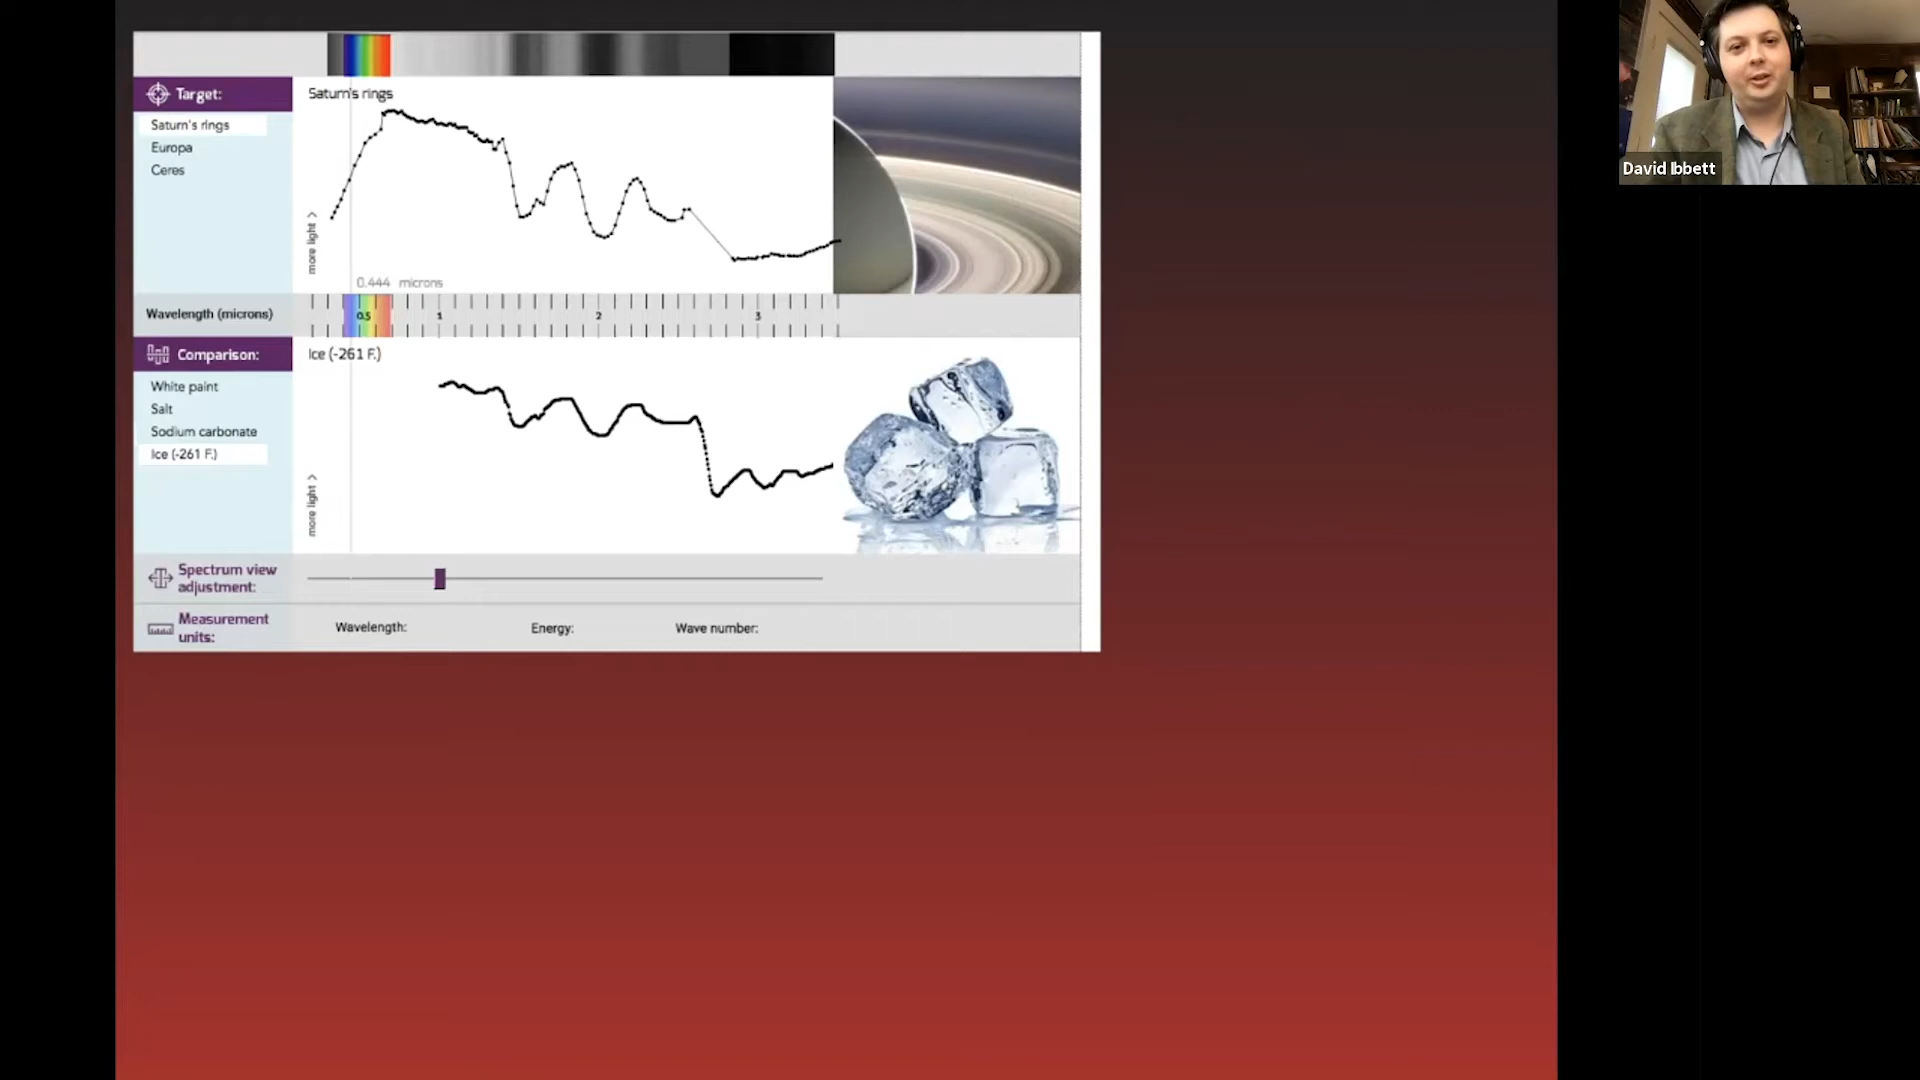 Target:
Saturn's rings
Saturn's rings
Europa
Ceres
more light >
0.444 microns
Wavelength (microns)
0.5 1 2 3
Comparison:
Ice (-261 F.)
White paint
Salt
Sodium carbonate
Ice (-261 F.)
more light >
Spectrum view
adjustment:
Measurement
units:
Wavelength: Energy: Wave number:
David Ibbett